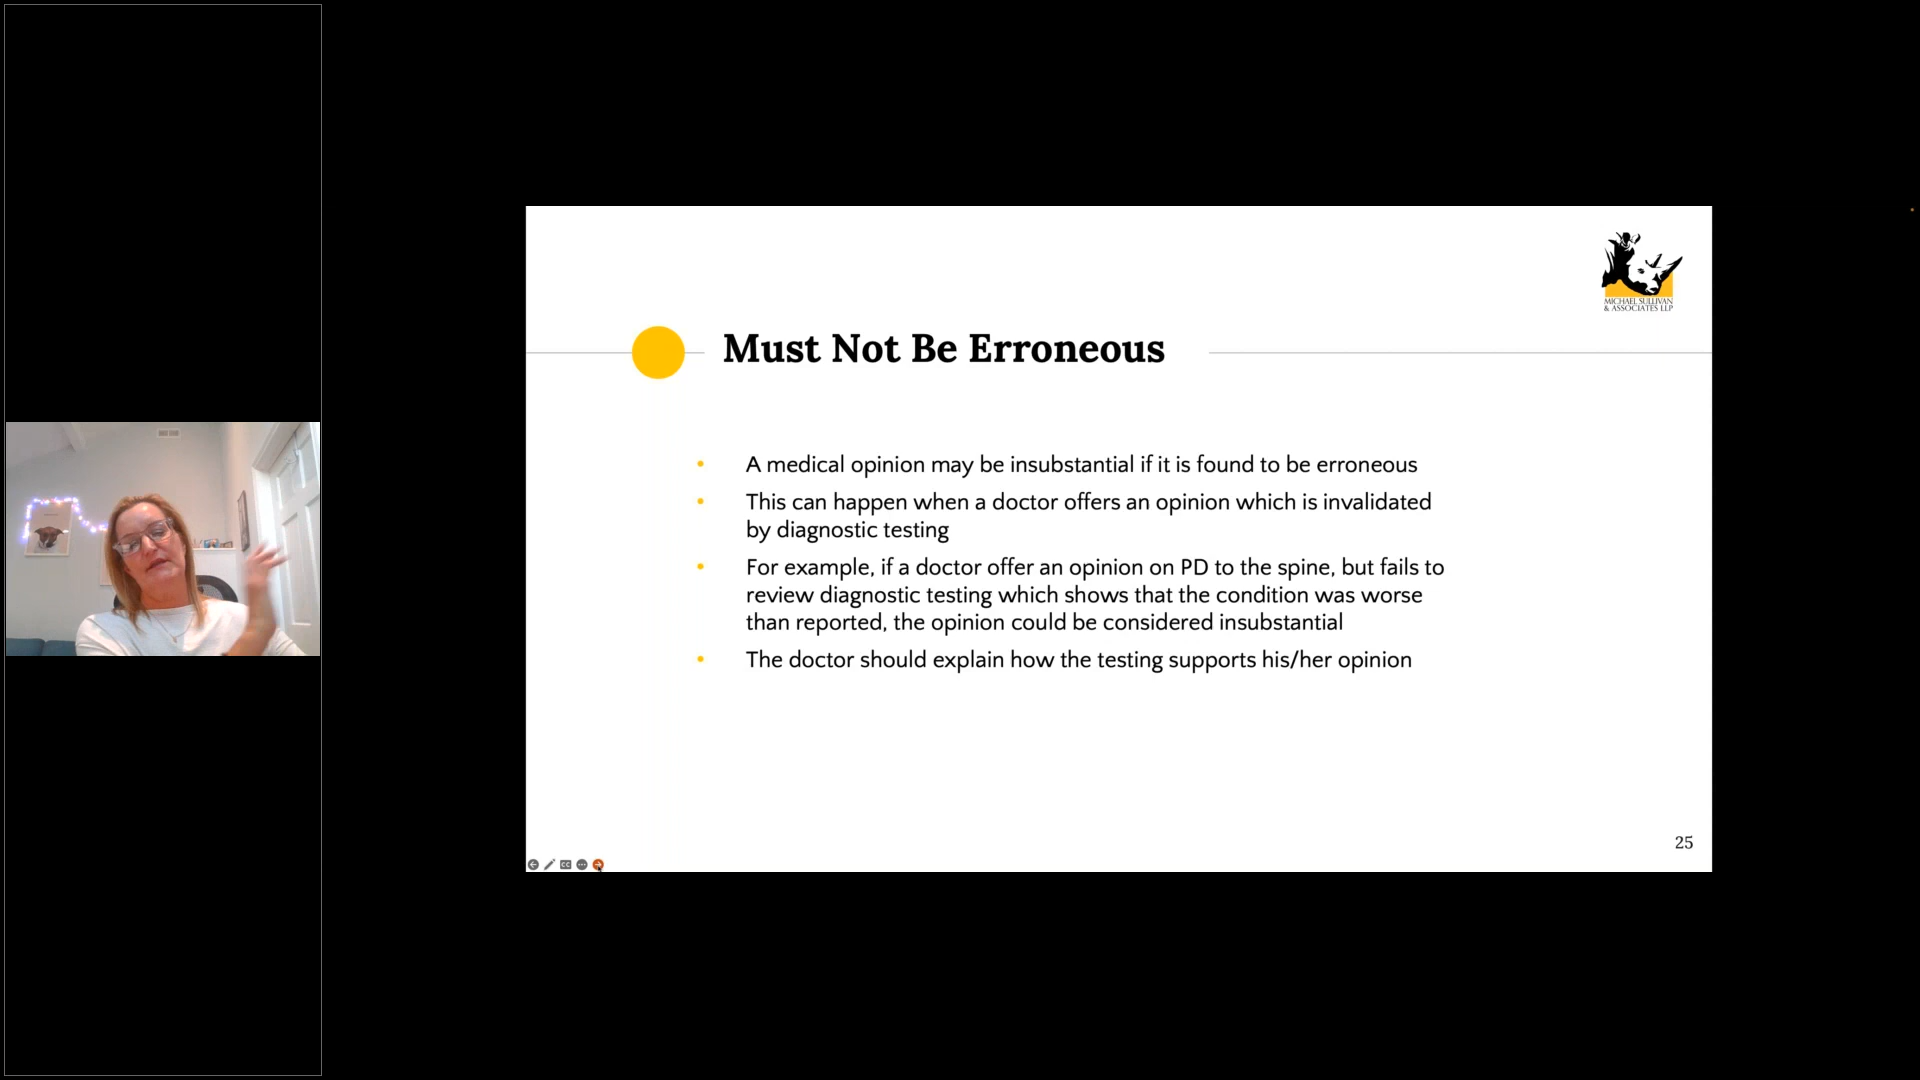 MICHAEL SULLIVAN
& ASSOCIATES LLP
Must Not Be Erroneous
• A medical opinion may be insubstantial if it is found to be erroneous
• This can happen when a doctor offers an opinion which is invalidated
by diagnostic testing
• For example, if a doctor offer an opinion on PD to the spine, but fails to
review diagnostic testing which shows that the condition was worse
than reported, the opinion could be considered insubstantial
• The doctor should explain how the testing supports his/her opinion
25
CC